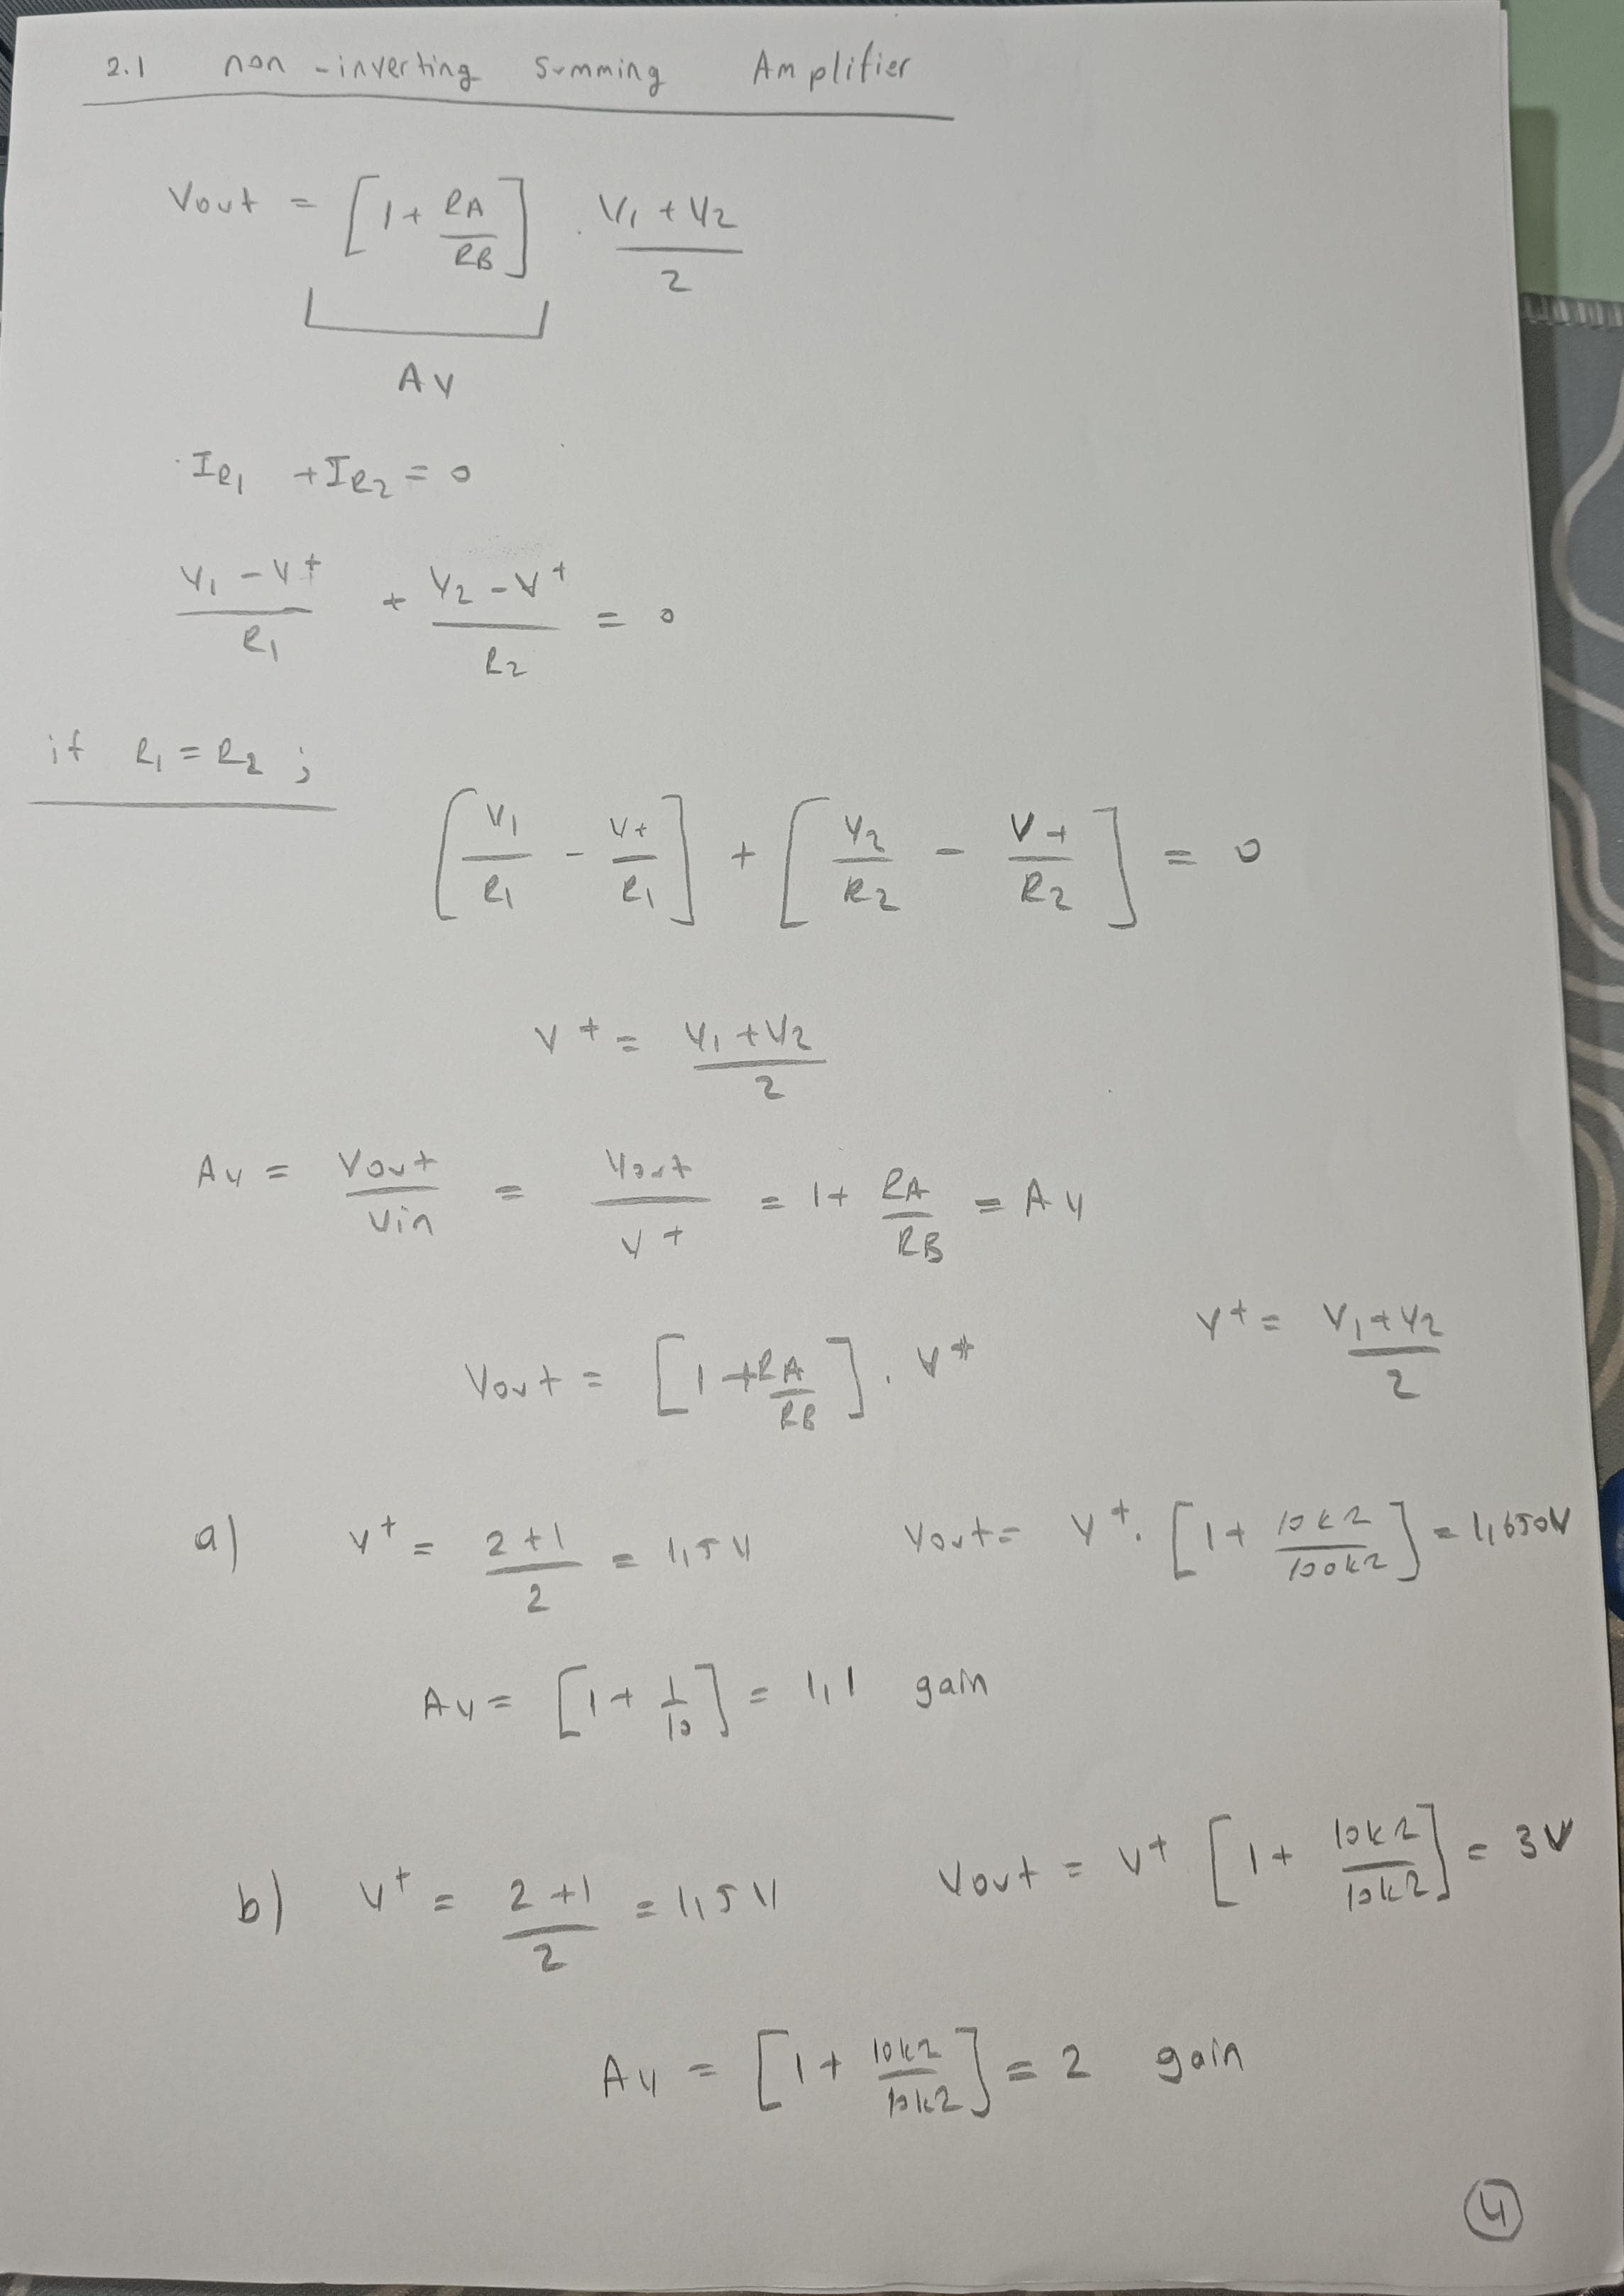 2.1 non-inverting summing Amplifier
Vout = [1 + RA/RB] . (V1 + V2)/2
AV
IR1 + IR2 = 0
(V1 - V+)/R1 + (V2 - V+)/R2 = 0
if R1 = R2 ;
[V1/R1 - V+/R1] + [V2/R2 - V+/R2] = 0
V+ = (V1 + V2)/2
AV = Vout/Vin = Vout/V+ = 1 + RA/RB = AV
Vout = [1 + RA/RB] . V+ V+ = (V1 + V2)/2
a) V+ = (2 + 1)/2 = 1,5V Vout = V+ . [1 + 10kΩ/100kΩ] = 1,650V
AV = [1 + 1/10] = 1,1 gain
b) V+ = (2 + 1)/2 = 1,5V Vout = V+ [1 + 10kΩ/10kΩ] = 3V
AV = [1 + 10kΩ/10kΩ] = 2 gain
4